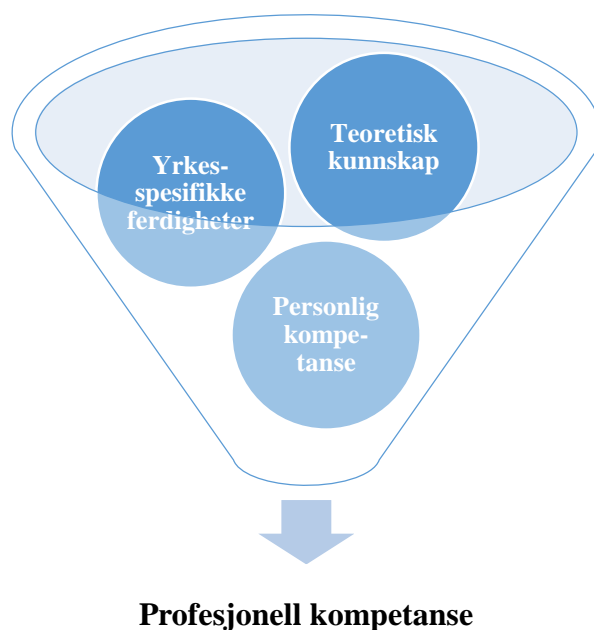 Yrkes-
spesifikke
ferdigheter
Teoretisk
kunnskap
Personlig
kompe-
tanse
Profesjonell kompetanse